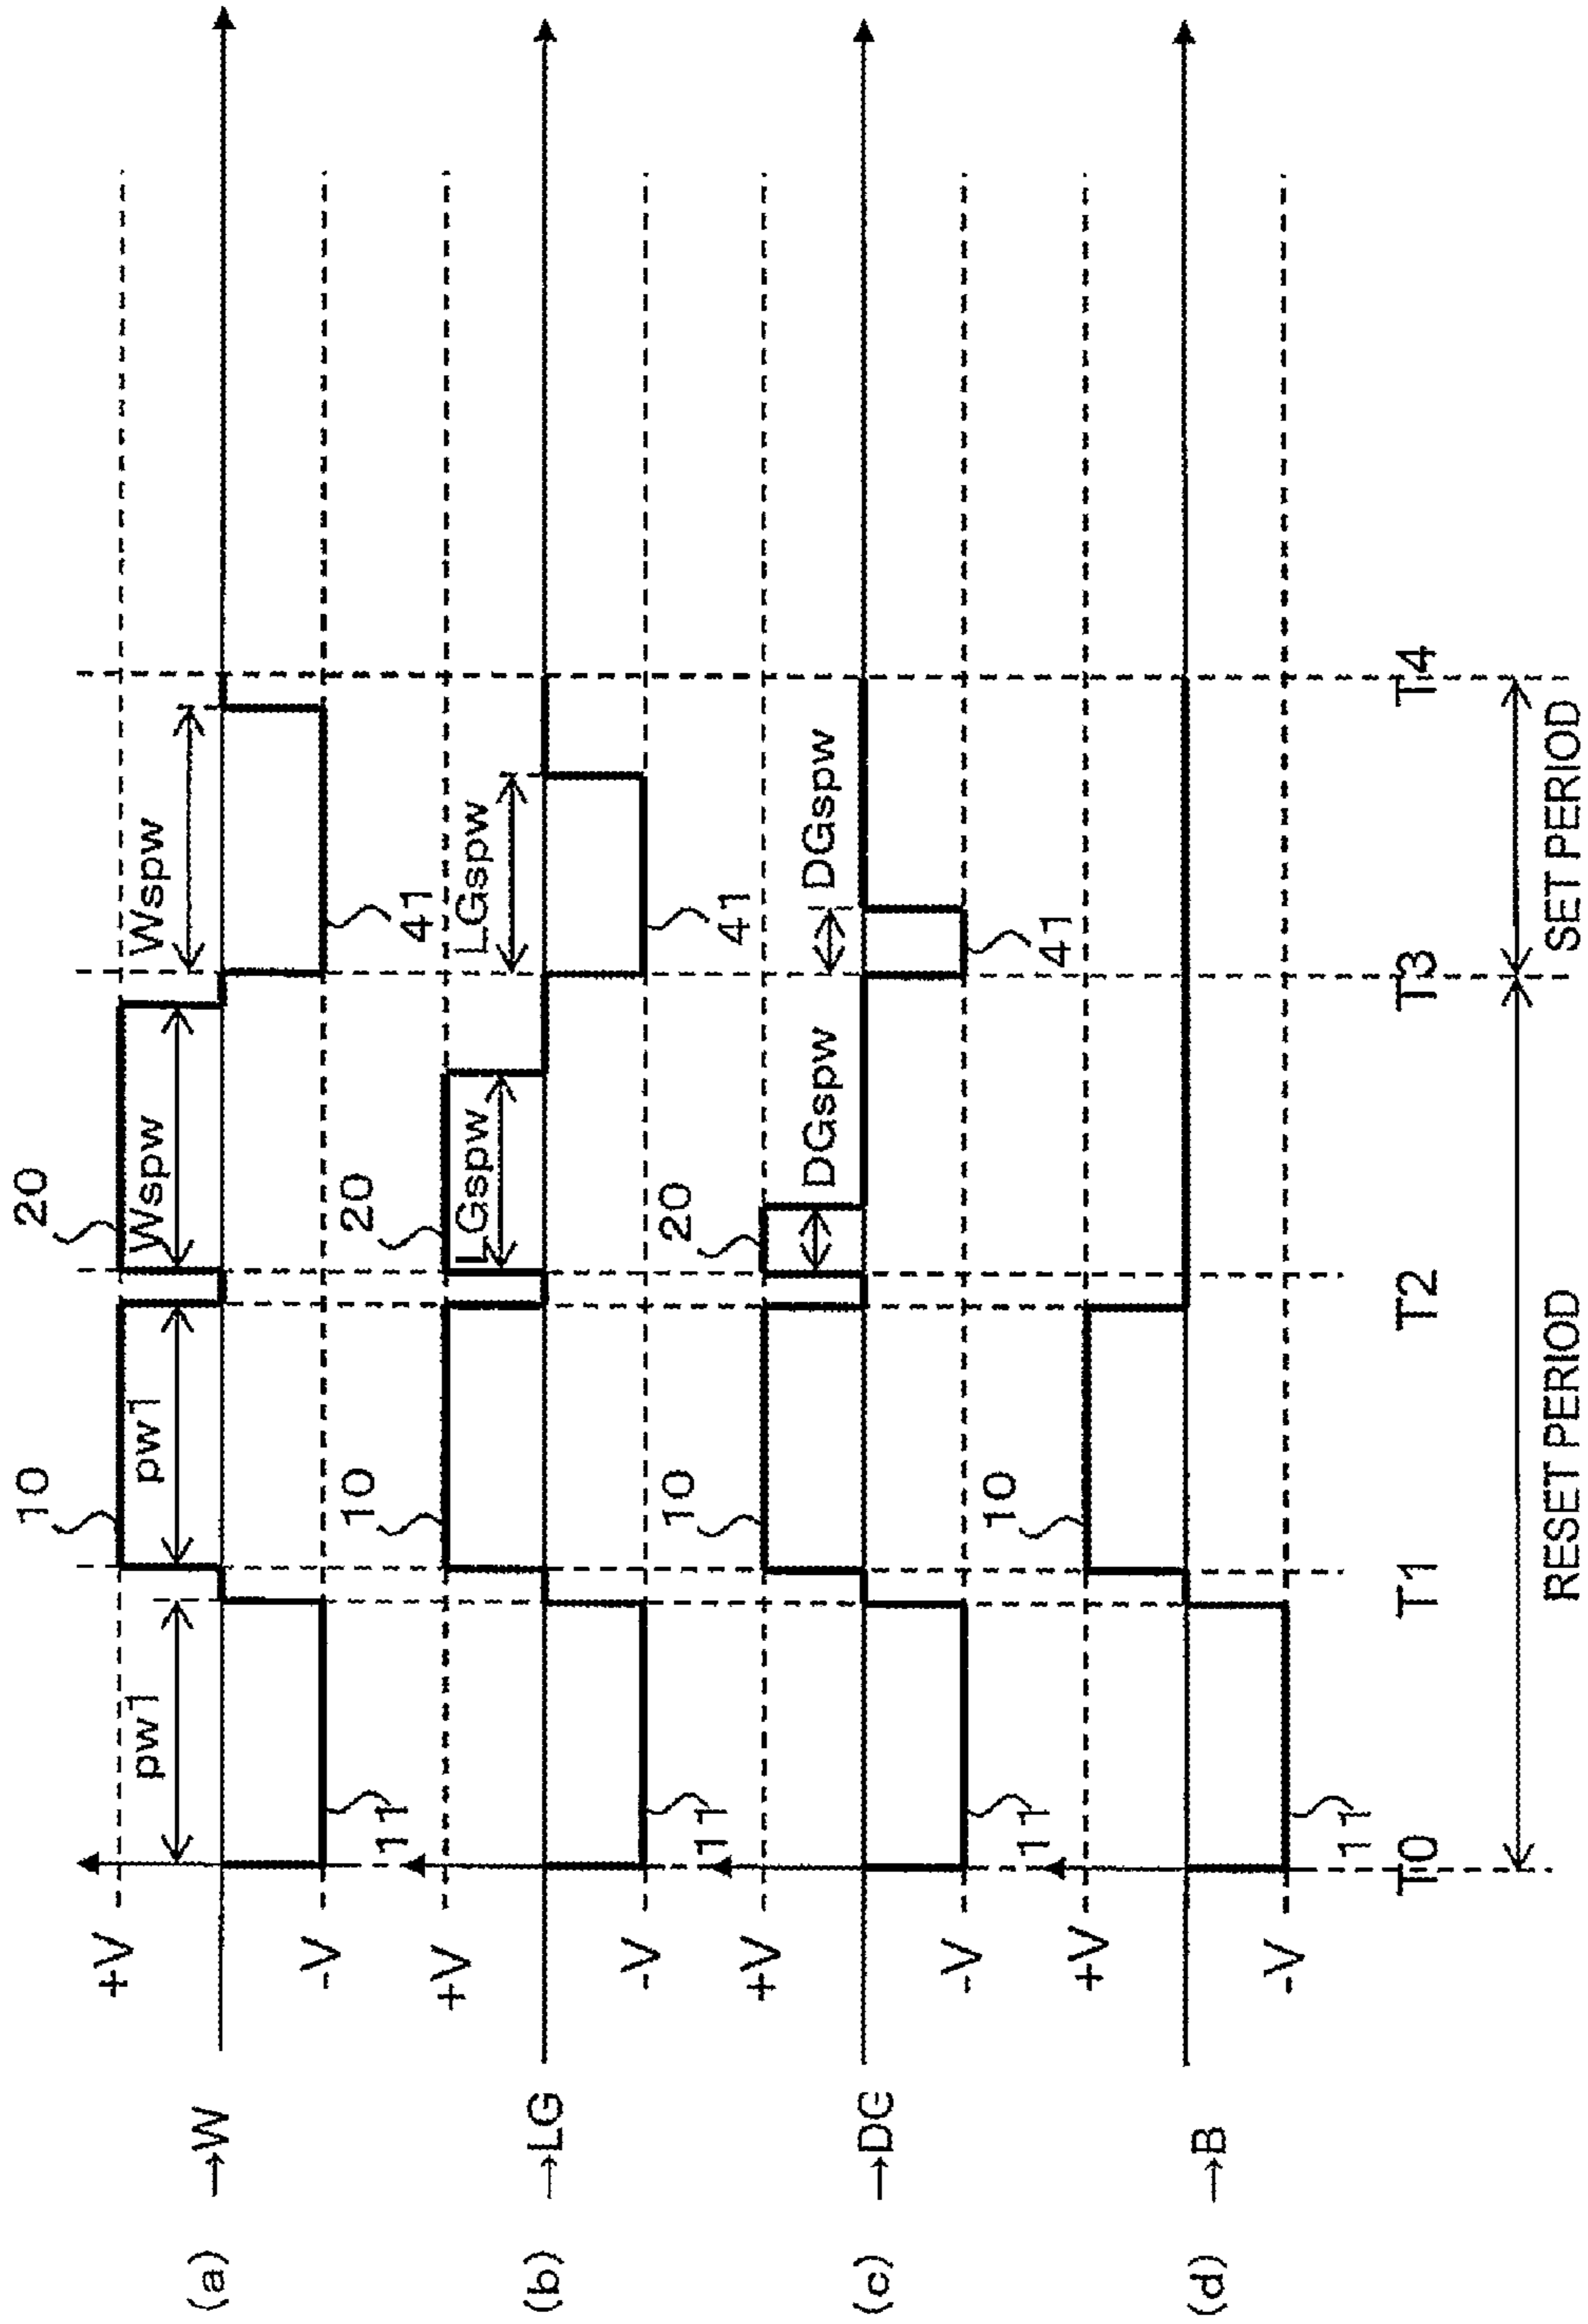 (a) →W
+V
-V
pw1
11
10
pw1
20
Wspw
Wspw
41
(b) →LG
+V
-V
11
10
20
LGspw
LGspw
41
(c) →DG
+V
-V
11
10
20
DGspw
DGspw
41
(d) →B
+V
-V
11
10
T0
T1
T2
T3
T4
RESET PERIOD
SET PERIOD